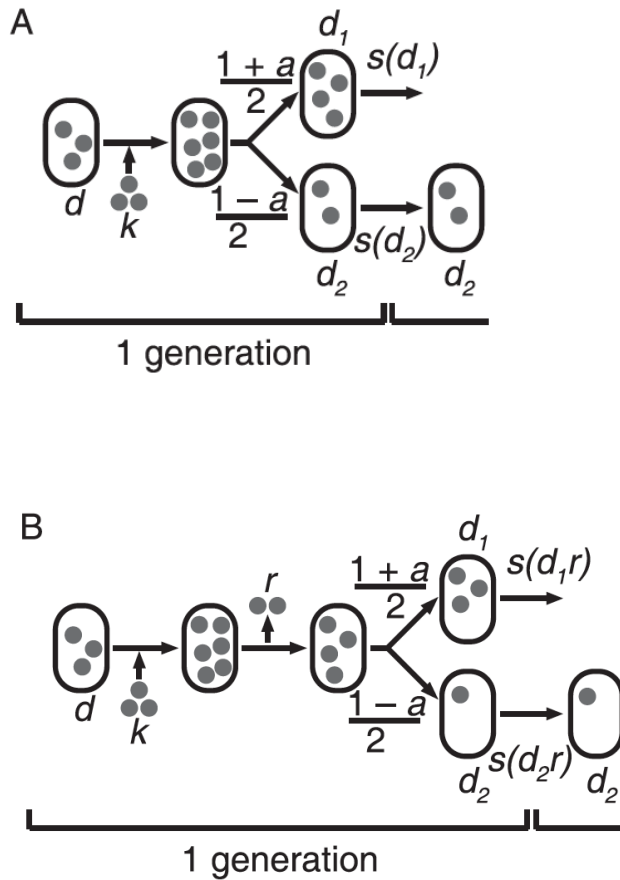 A
d
k
1 + a
2
1 − a
2
d1
s(d1)
d2
s(d2)
d2
1 generation
B
d
k
r
1 + a
2
1 − a
2
d1
s(d1r)
d2
s(d2r)
d2
1 generation